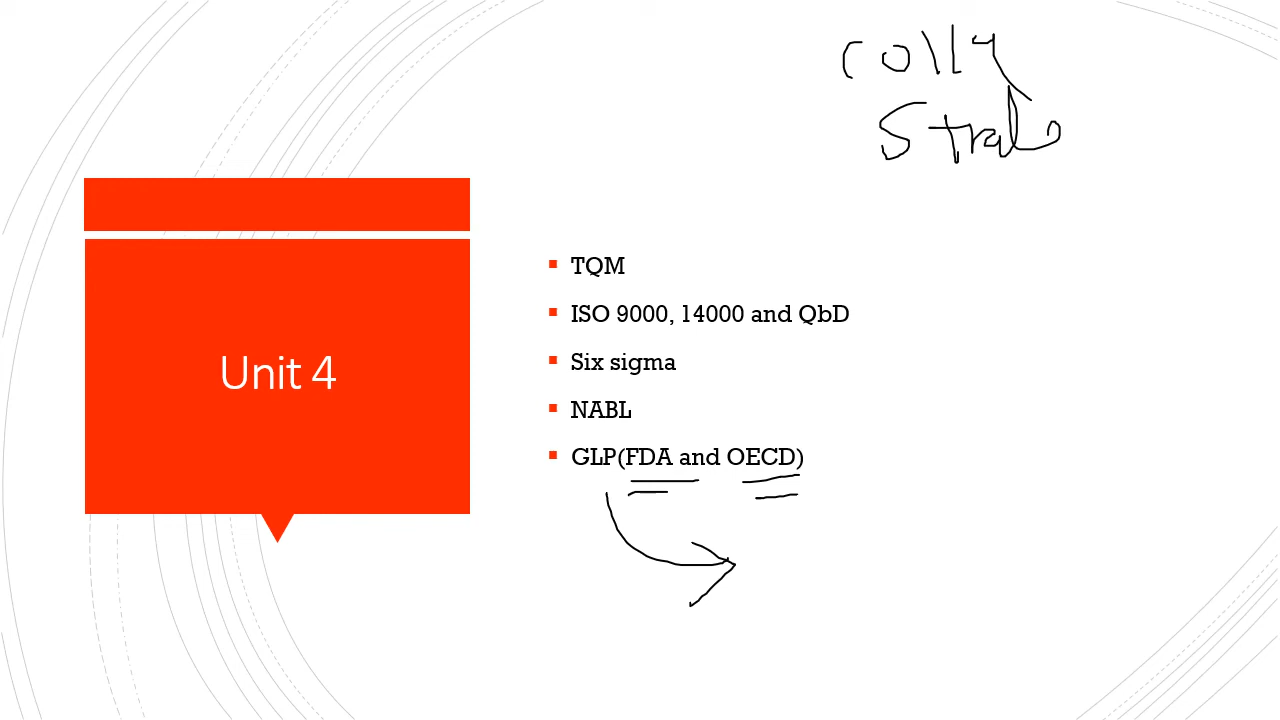 Unit 4
TQM
ISO 9000, 14000 and QbD
Six sigma
NABL
GLP(FDA and OECD)